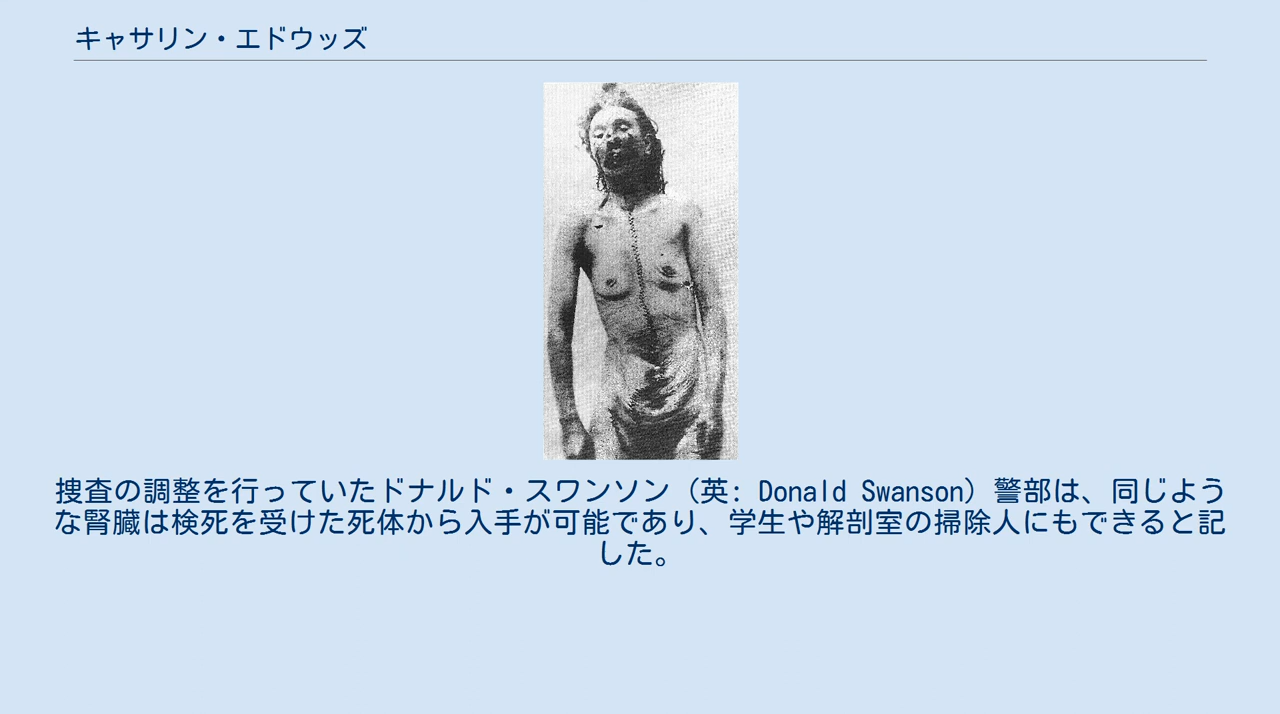 キャサリン・エドウッズ
捜査の調整を行っていたドナルド・スワンソン（英: Donald Swanson）警部は、同じよう
な腎臓は検死を受けた死体から入手が可能であり、学生や解剖室の掃除人にもできると記
した。